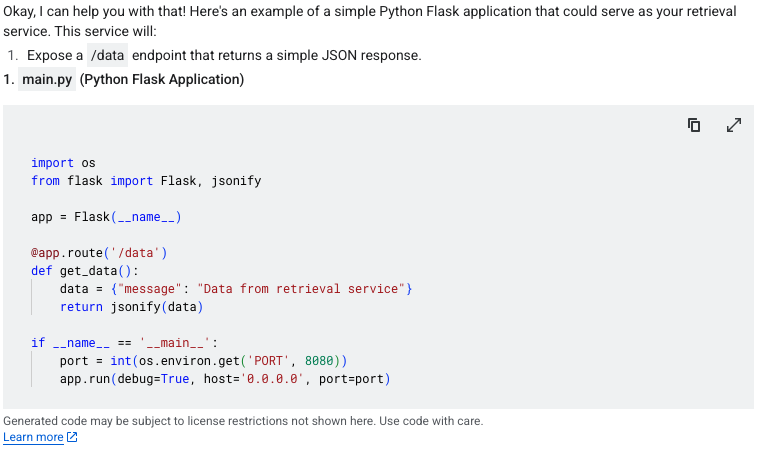 Okay, I can help you with that! Here's an example of a simple Python Flask application that could serve as your retrieval
service. This service will:
1. Expose a /data endpoint that returns a simple JSON response.
1. main.py (Python Flask Application)
import os
from flask import Flask, jsonify
app = Flask(__name__)
@app.route('/data')
def get_data():
    data = {"message": "Data from retrieval service"}
    return jsonify(data)
if __name__ == '__main__':
    port = int(os.environ.get('PORT', 8080))
    app.run(debug=True, host='0.0.0.0', port=port)
Generated code may be subject to license restrictions not shown here. Use code with care.
Learn more